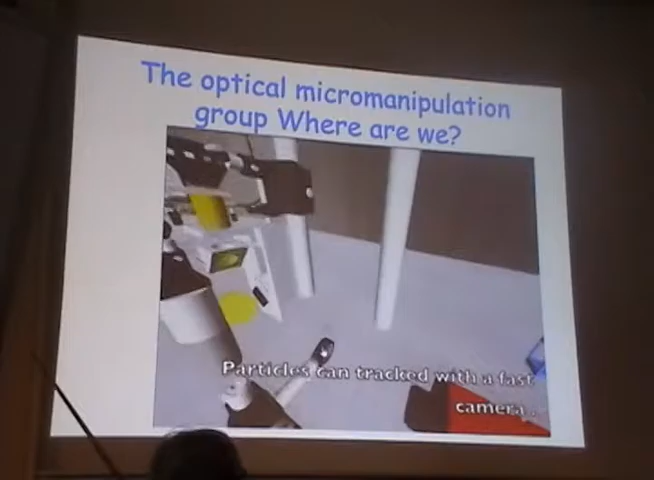 The optical micromanipulation
group Where are we?
Particles can tracked with a fast
camera.